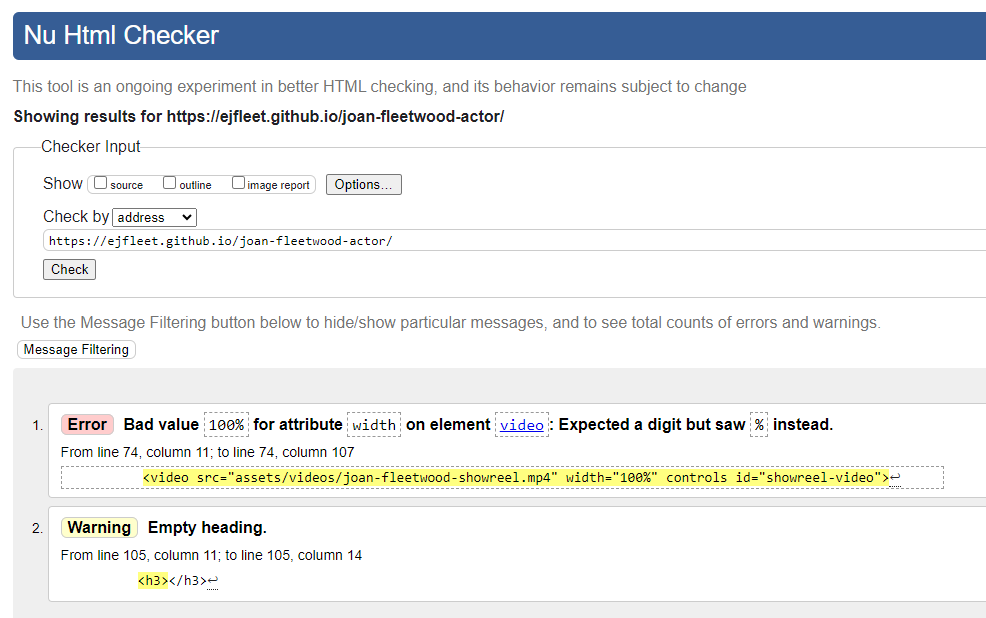 Nu Html Checker
This tool is an ongoing experiment in better HTML checking, and its behavior remains subject to change
Showing results for https://ejfleet.github.io/joan-fleetwood-actor/
Checker Input
Show source outline image report Options...
Check by address
https://ejfleet.github.io/joan-fleetwood-actor/
Check
Use the Message Filtering button below to hide/show particular messages, and to see total counts of errors and warnings.
Message Filtering
1. Error Bad value 100% for attribute width on element video: Expected a digit but saw % instead.
From line 74, column 11; to line 74, column 107
<video src="assets/videos/joan-fleetwood-showreel.mp4" width="100%" controls id="showreel-video">↩
2. Warning Empty heading.
From line 105, column 11; to line 105, column 14
<h3></h3>↩